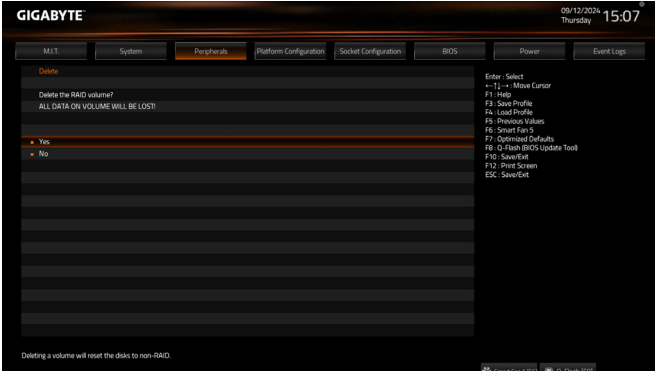 GIGABYTE™
09/12/2024 15:07
Thursday
M.I.T. System Peripherals Platform Configuration Socket Configuration BIOS Power Event Logs
Delete
Delete the RAID volume?
ALL DATA ON VOLUME WILL BE LOST!
Yes
No
Enter : Select
←↑↓→ : Move Cursor
F1 : Help
F3 : Save Profile
F4 : Load Profile
F5 : Previous Values
F6 : Smart Fan 5
F7 : Optimized Defaults
F8 : Q-Flash (BIOS Update Tool)
F10 : Save/Exit
F12 : Print Screen
ESC : Save/Exit
Deleting a volume will reset the disks to non-RAID.